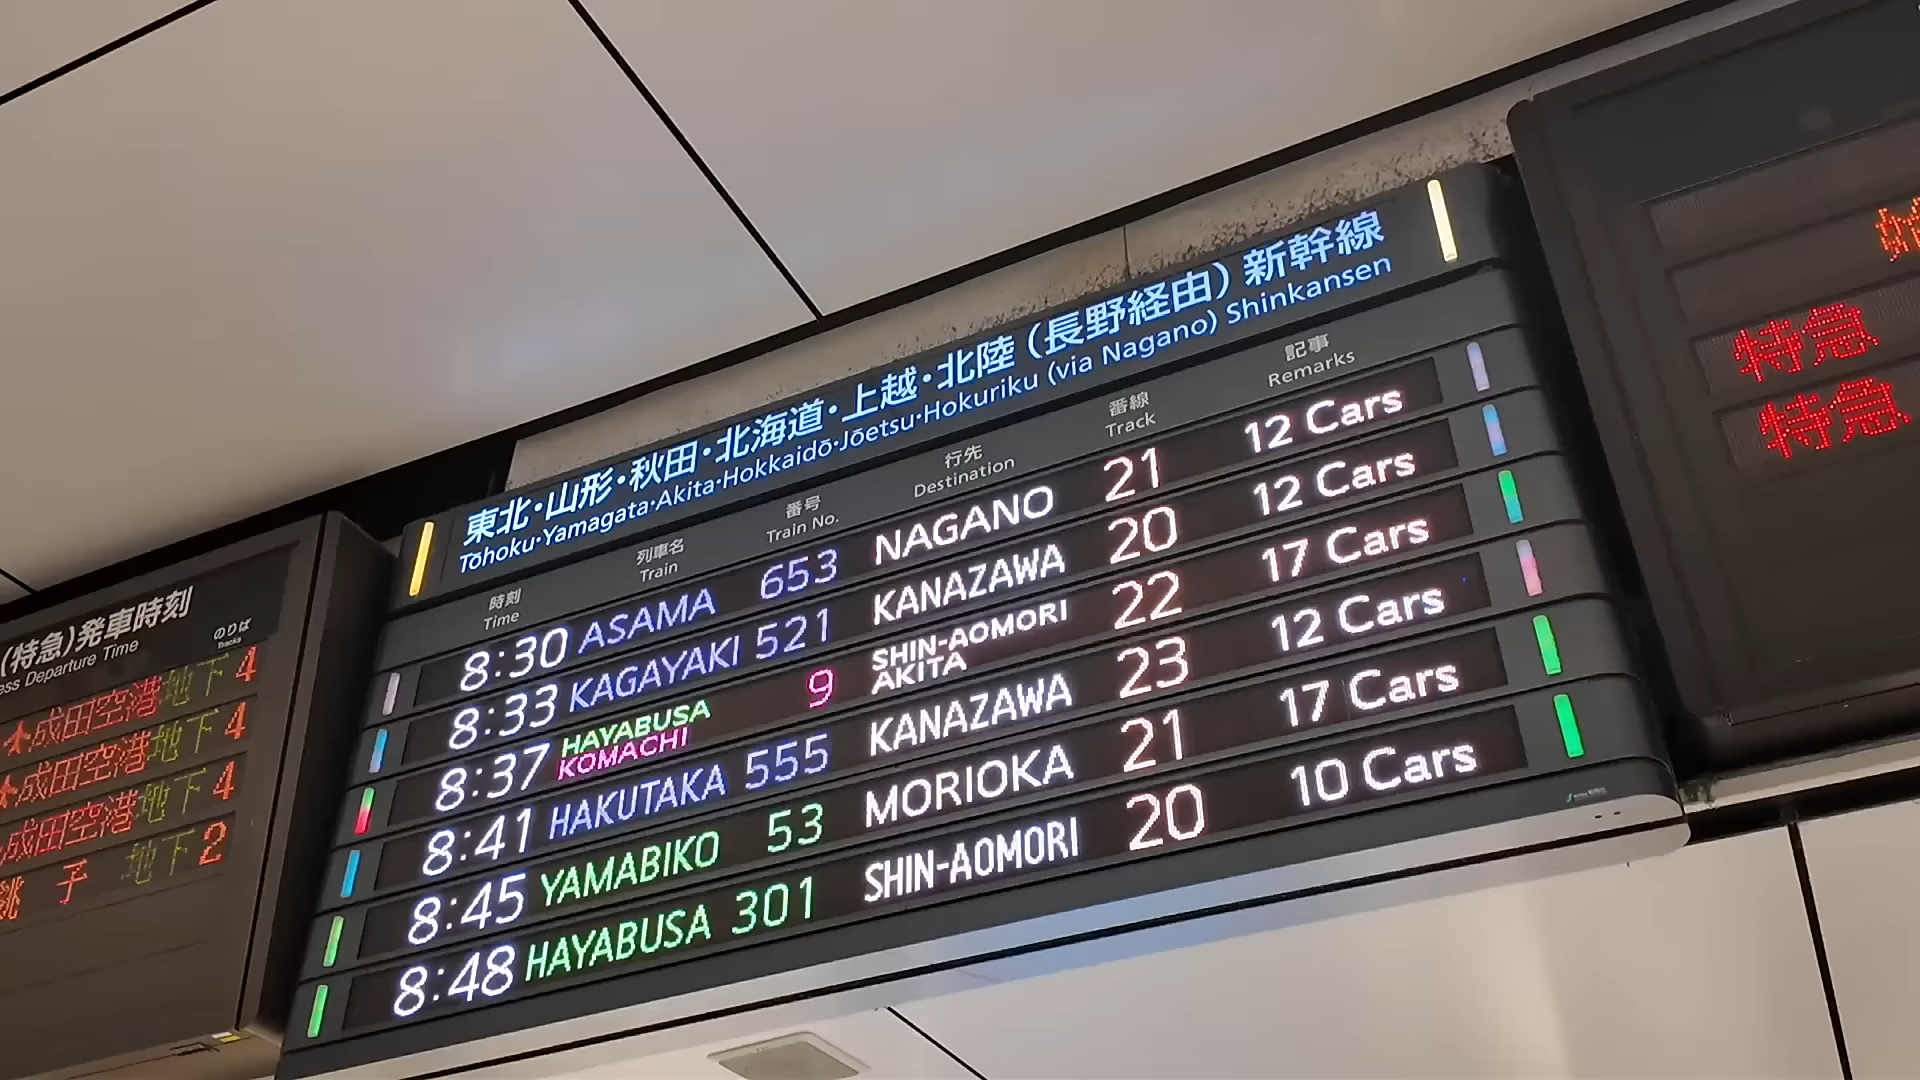 東北・山形・秋田・北海道・上越・北陸（長野経由）新幹線
Tōhoku・Yamagata・Akita・Hokkaidō・Jōetsu・Hokuriku (via Nagano) Shinkansen
時刻 列車名 番号 行先 番線 記事
Time Train Train No. Destination Track Remarks
8:30 ASAMA 653 NAGANO 21 12 Cars
8:33 KAGAYAKI 521 KANAZAWA 20 12 Cars
8:37 HAYABUSA 9 SHIN-AOMORI 22 17 Cars
KOMACHI AKITA
8:41 HAKUTAKA 555 KANAZAWA 23 12 Cars
8:45 YAMABIKO 53 MORIOKA 21 17 Cars
8:48 HAYABUSA 301 SHIN-AOMORI 20 10 Cars
(特急)発車時刻
Departure Time
のりば
Tracks
成田空港 地下 4
成田空港 地下 4
成田空港 地下 4
銚 子 地下 2
特急
特急